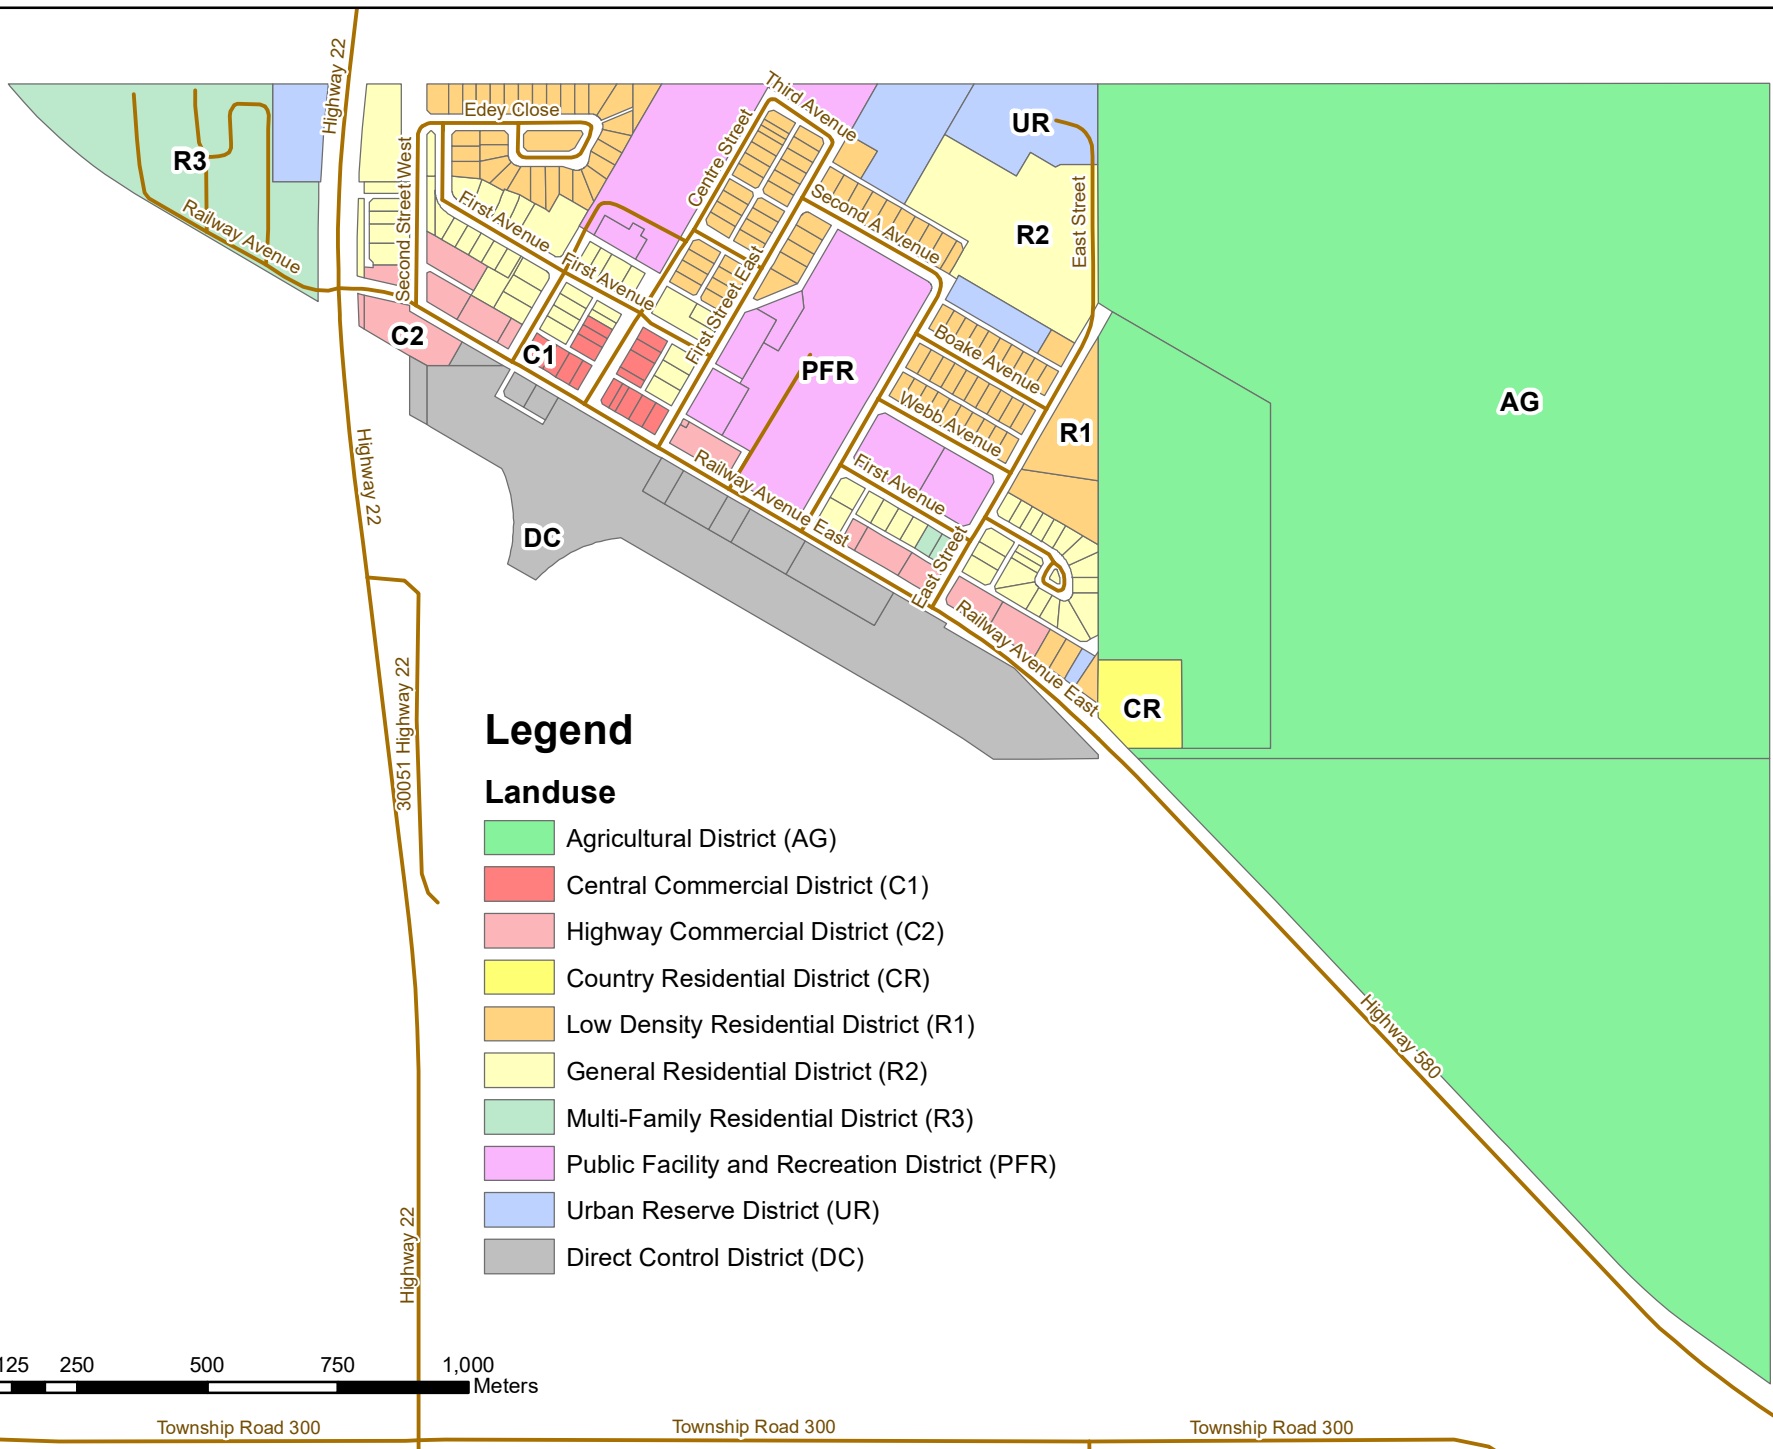 Highway 22
Third Avenue
Edey Close
UR
Centre Street
R3
Second Street West
Second A Avenue
East Street
Railway Avenue
First Avenue
R2
First Avenue
First Street East
C2
C1
Boake Avenue
PFR
AG
Webb Avenue
R1
Highway 22
First Avenue
Railway Avenue East
DC
East Street
Railway Avenue East
CR
30051 Highway 22
Legend
Landuse
Agricultural District (AG)
Central Commercial District (C1)
Highway Commercial District (C2)
Country Residential District (CR)
Low Density Residential District (R1)
General Residential District (R2)
Multi-Family Residential District (R3)
Public Facility and Recreation District (PFR)
Urban Reserve District (UR)
Direct Control District (DC)
Highway 580
Highway 22
125 250 500 750 1,000
Meters
Township Road 300 Township Road 300 Township Road 300